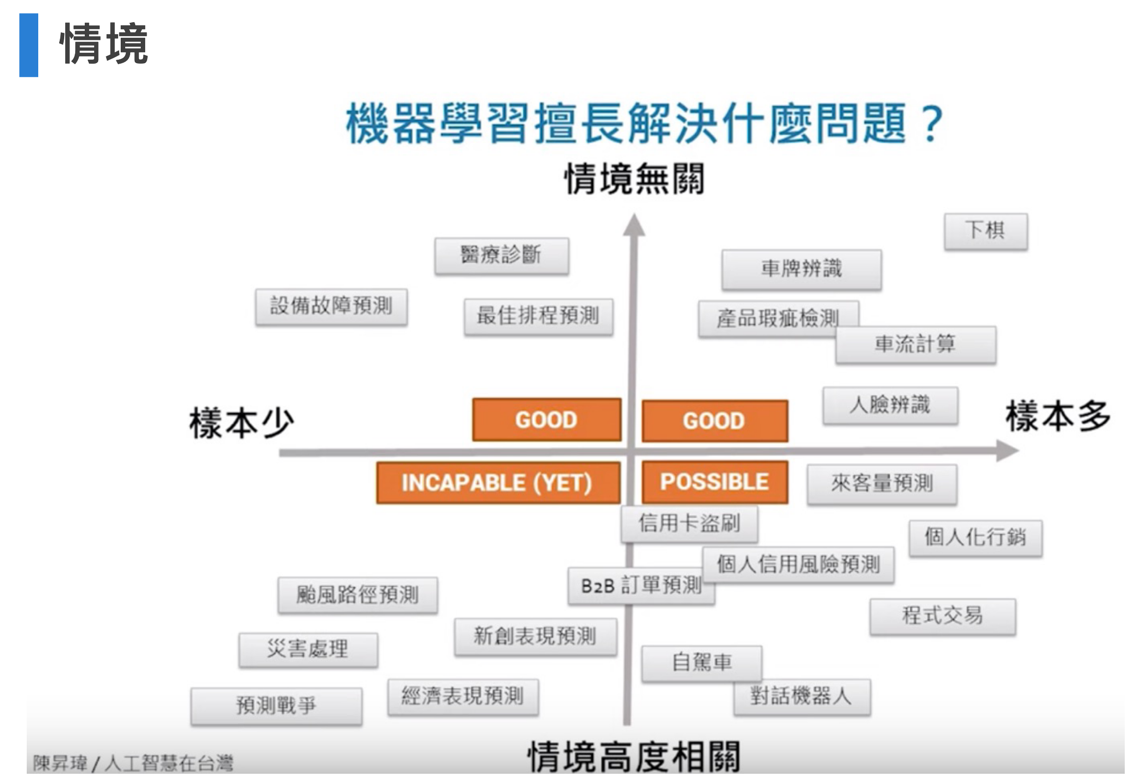 情境
機器學習擅長解決什麼問題？
情境無關
下棋
醫療診斷
車牌辨識
設備故障預測
最佳排程預測
產品瑕疵檢測
車流計算
人臉辨識
樣本少
GOOD
GOOD
樣本多
INCAPABLE (YET)
POSSIBLE
來客量預測
信用卡盜刷
個人化行銷
個人信用風險預測
B2B 訂單預測
颱風路徑預測
程式交易
新創表現預測
災害處理
自駕車
經濟表現預測
對話機器人
預測戰爭
情境高度相關
陳昇瑋 / 人工智慧在台灣